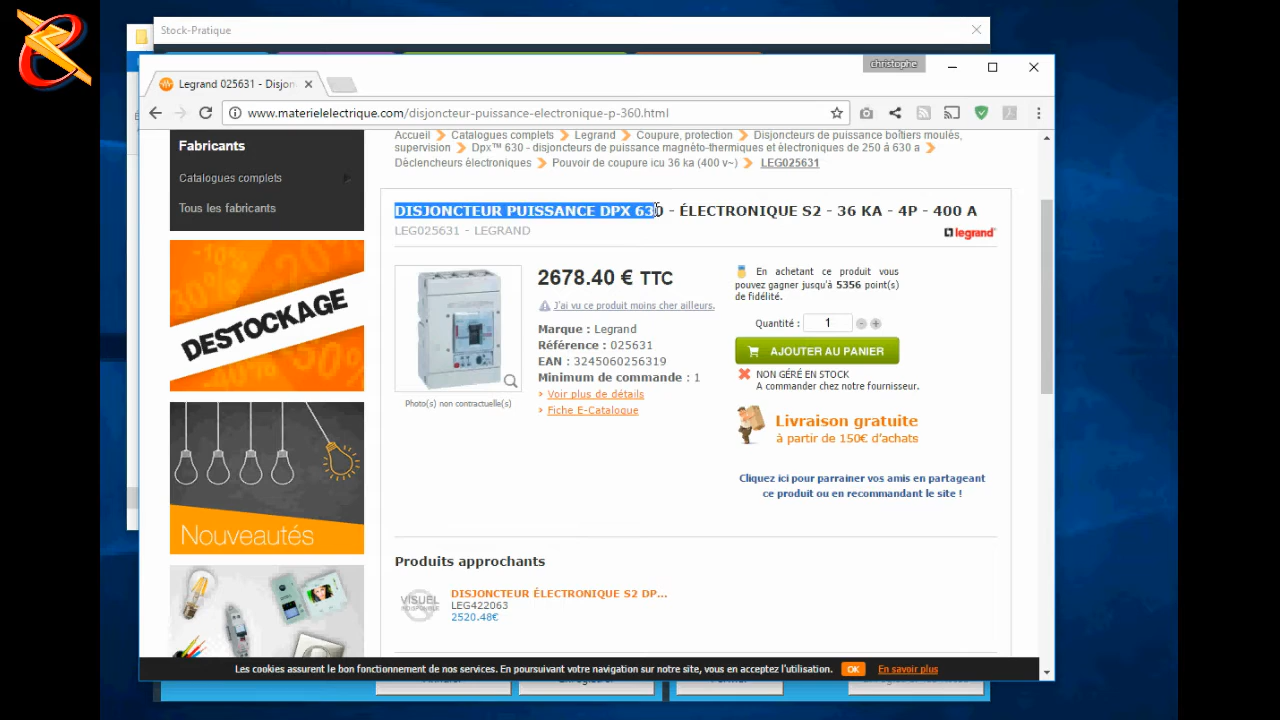 Stock-Pratique
christophe
Legrand 025631 - Disjon
www.materielelectrique.com/disjoncteur-puissance-electronique-p-360.html
Fabricants
Catalogues complets
Tous les fabricants
-10%
30%
50%
DESTOCKAGE
Nouveautés
Accueil Catalogues complets Legrand Coupure, protection Disjoncteurs de puissance boîtiers moulés,
supervision Dpx™ 630 - disjoncteurs de puissance magnéto-thermiques et électroniques de 250 à 630 a
Déclencheurs électroniques Pouvoir de coupure icu 36 ka (400 v~) LEG025631
DISJONCTEUR PUISSANCE DPX 630 - ÉLECTRONIQUE S2 - 36 KA - 4P - 400 A
LEG025631 - LEGRAND
legrand
Photo(s) non contractuelle(s)
2678.40 € TTC
J'ai vu ce produit moins cher ailleurs.
Marque : Legrand
Référence : 025631
EAN : 3245060256319
Minimum de commande : 1
Voir plus de détails
Fiche E-Catalogue
En achetant ce produit vous
pouvez gagner jusqu'à 5356 point(s)
de fidélité.
Quantité : 1
AJOUTER AU PANIER
NON GÉRÉ EN STOCK
A commander chez notre fournisseur.
Livraison gratuite
à partir de 150€ d'achats
Cliquez ici pour parrainer vos amis en partageant
ce produit ou en recommandant le site !
Produits approchants
VISUEL
DISJONCTEUR ÉLECTRONIQUE S2 DP...
LEG422063
2520.48€
Les cookies assurent le bon fonctionnement de nos services. En poursuivant votre navigation sur notre site, vous en acceptez l'utilisation. OK En savoir plus